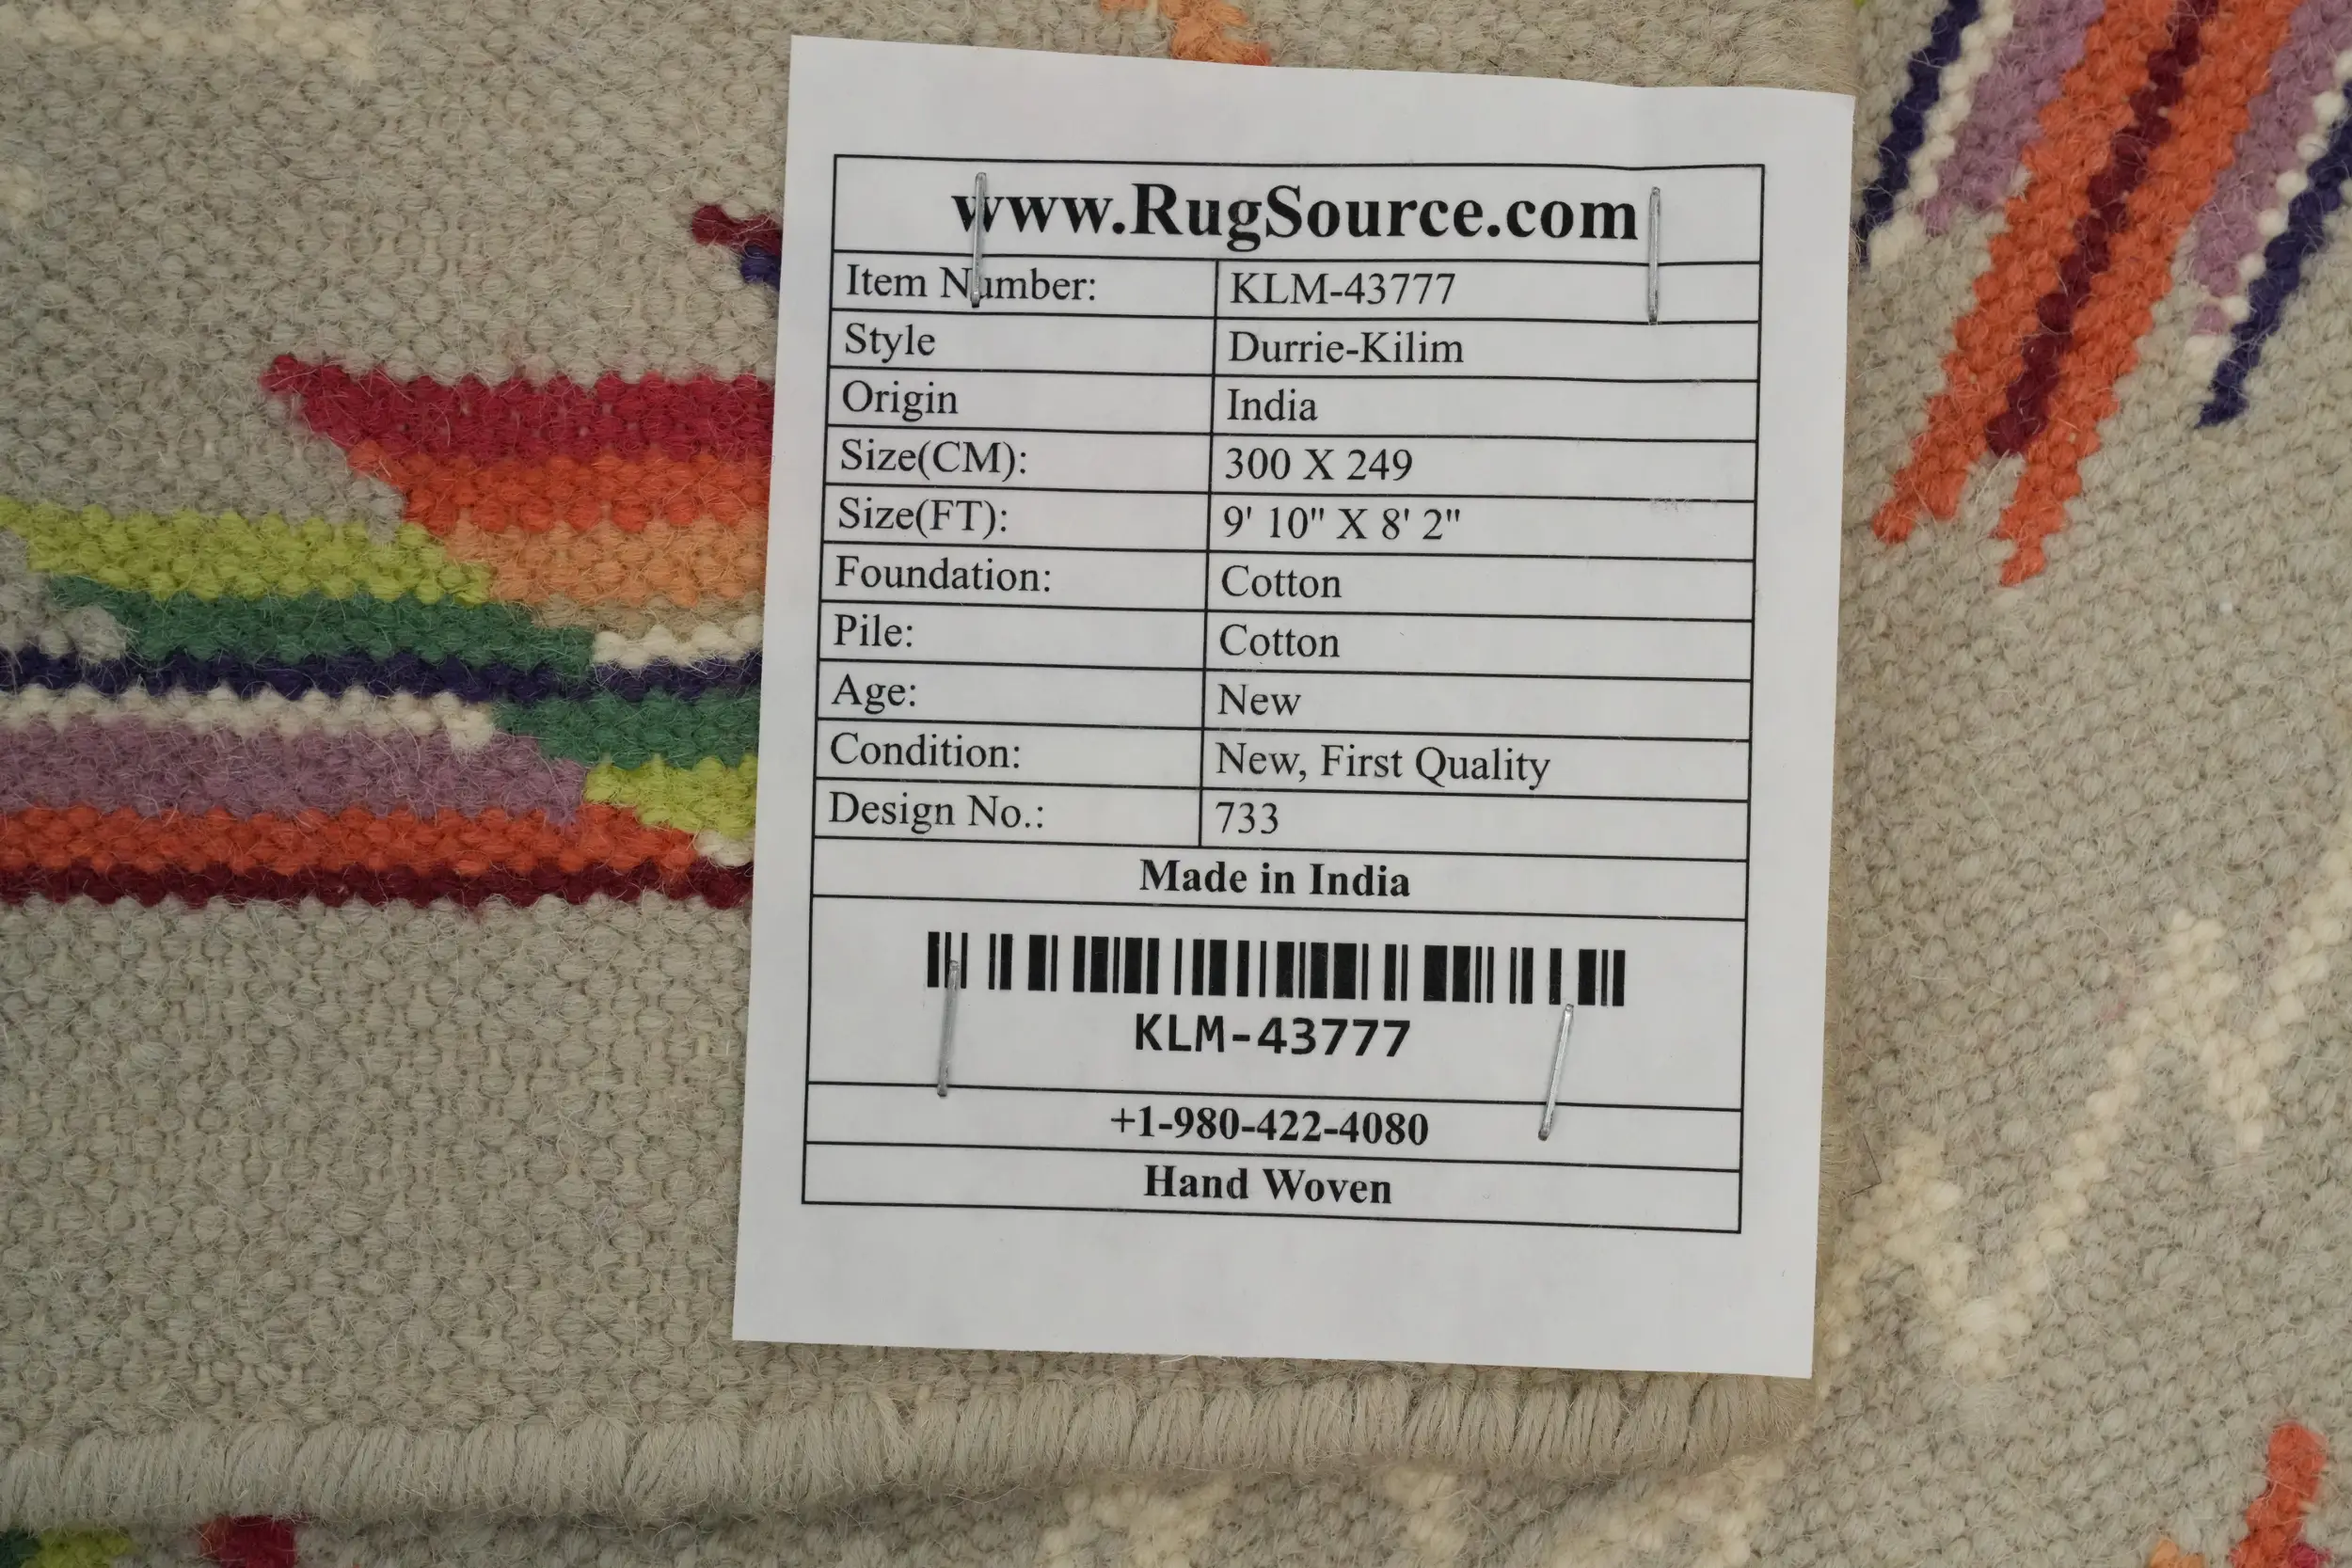 www.RugSource.com
Item Number: KLM-43777
Style Durrie-Kilim
Origin India
Size(CM): 300 X 249
Size(FT): 9' 10" X 8' 2"
Foundation: Cotton
Pile: Cotton
Age: New
Condition: New, First Quality
Design No.: 733
Made in India
KLM-43777
+1-980-422-4080
Hand Woven